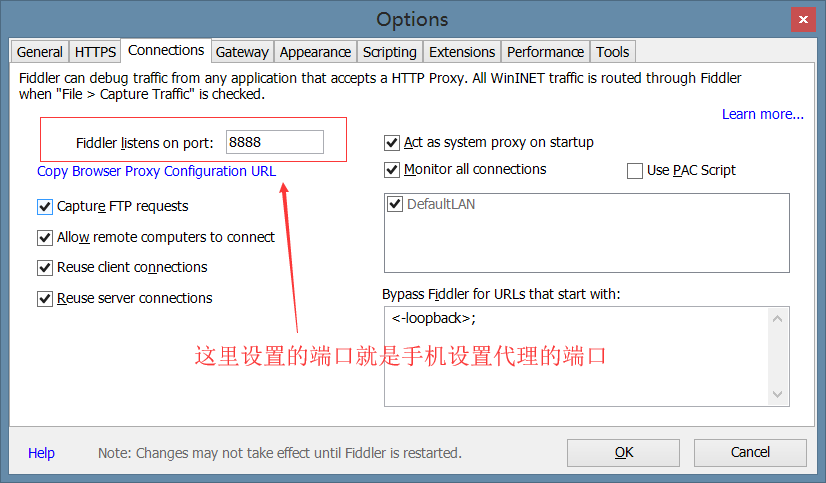 Options
General HTTPS Connections Gateway Appearance Scripting Extensions Performance Tools
Fiddler can debug traffic from any application that accepts a HTTP Proxy. All WinINET traffic is routed through Fiddler
when "File > Capture Traffic" is checked.
Learn more...
Fiddler listens on port: 8888
Copy Browser Proxy Configuration URL
Capture FTP requests
Allow remote computers to connect
Reuse client connections
Reuse server connections
Act as system proxy on startup
Monitor all connections
Use PAC Script
DefaultLAN
Bypass Fiddler for URLs that start with:
<-loopback>;
这里设置的端口就是手机设置代理的端口
Help
Note: Changes may not take effect until Fiddler is restarted.
OK
Cancel